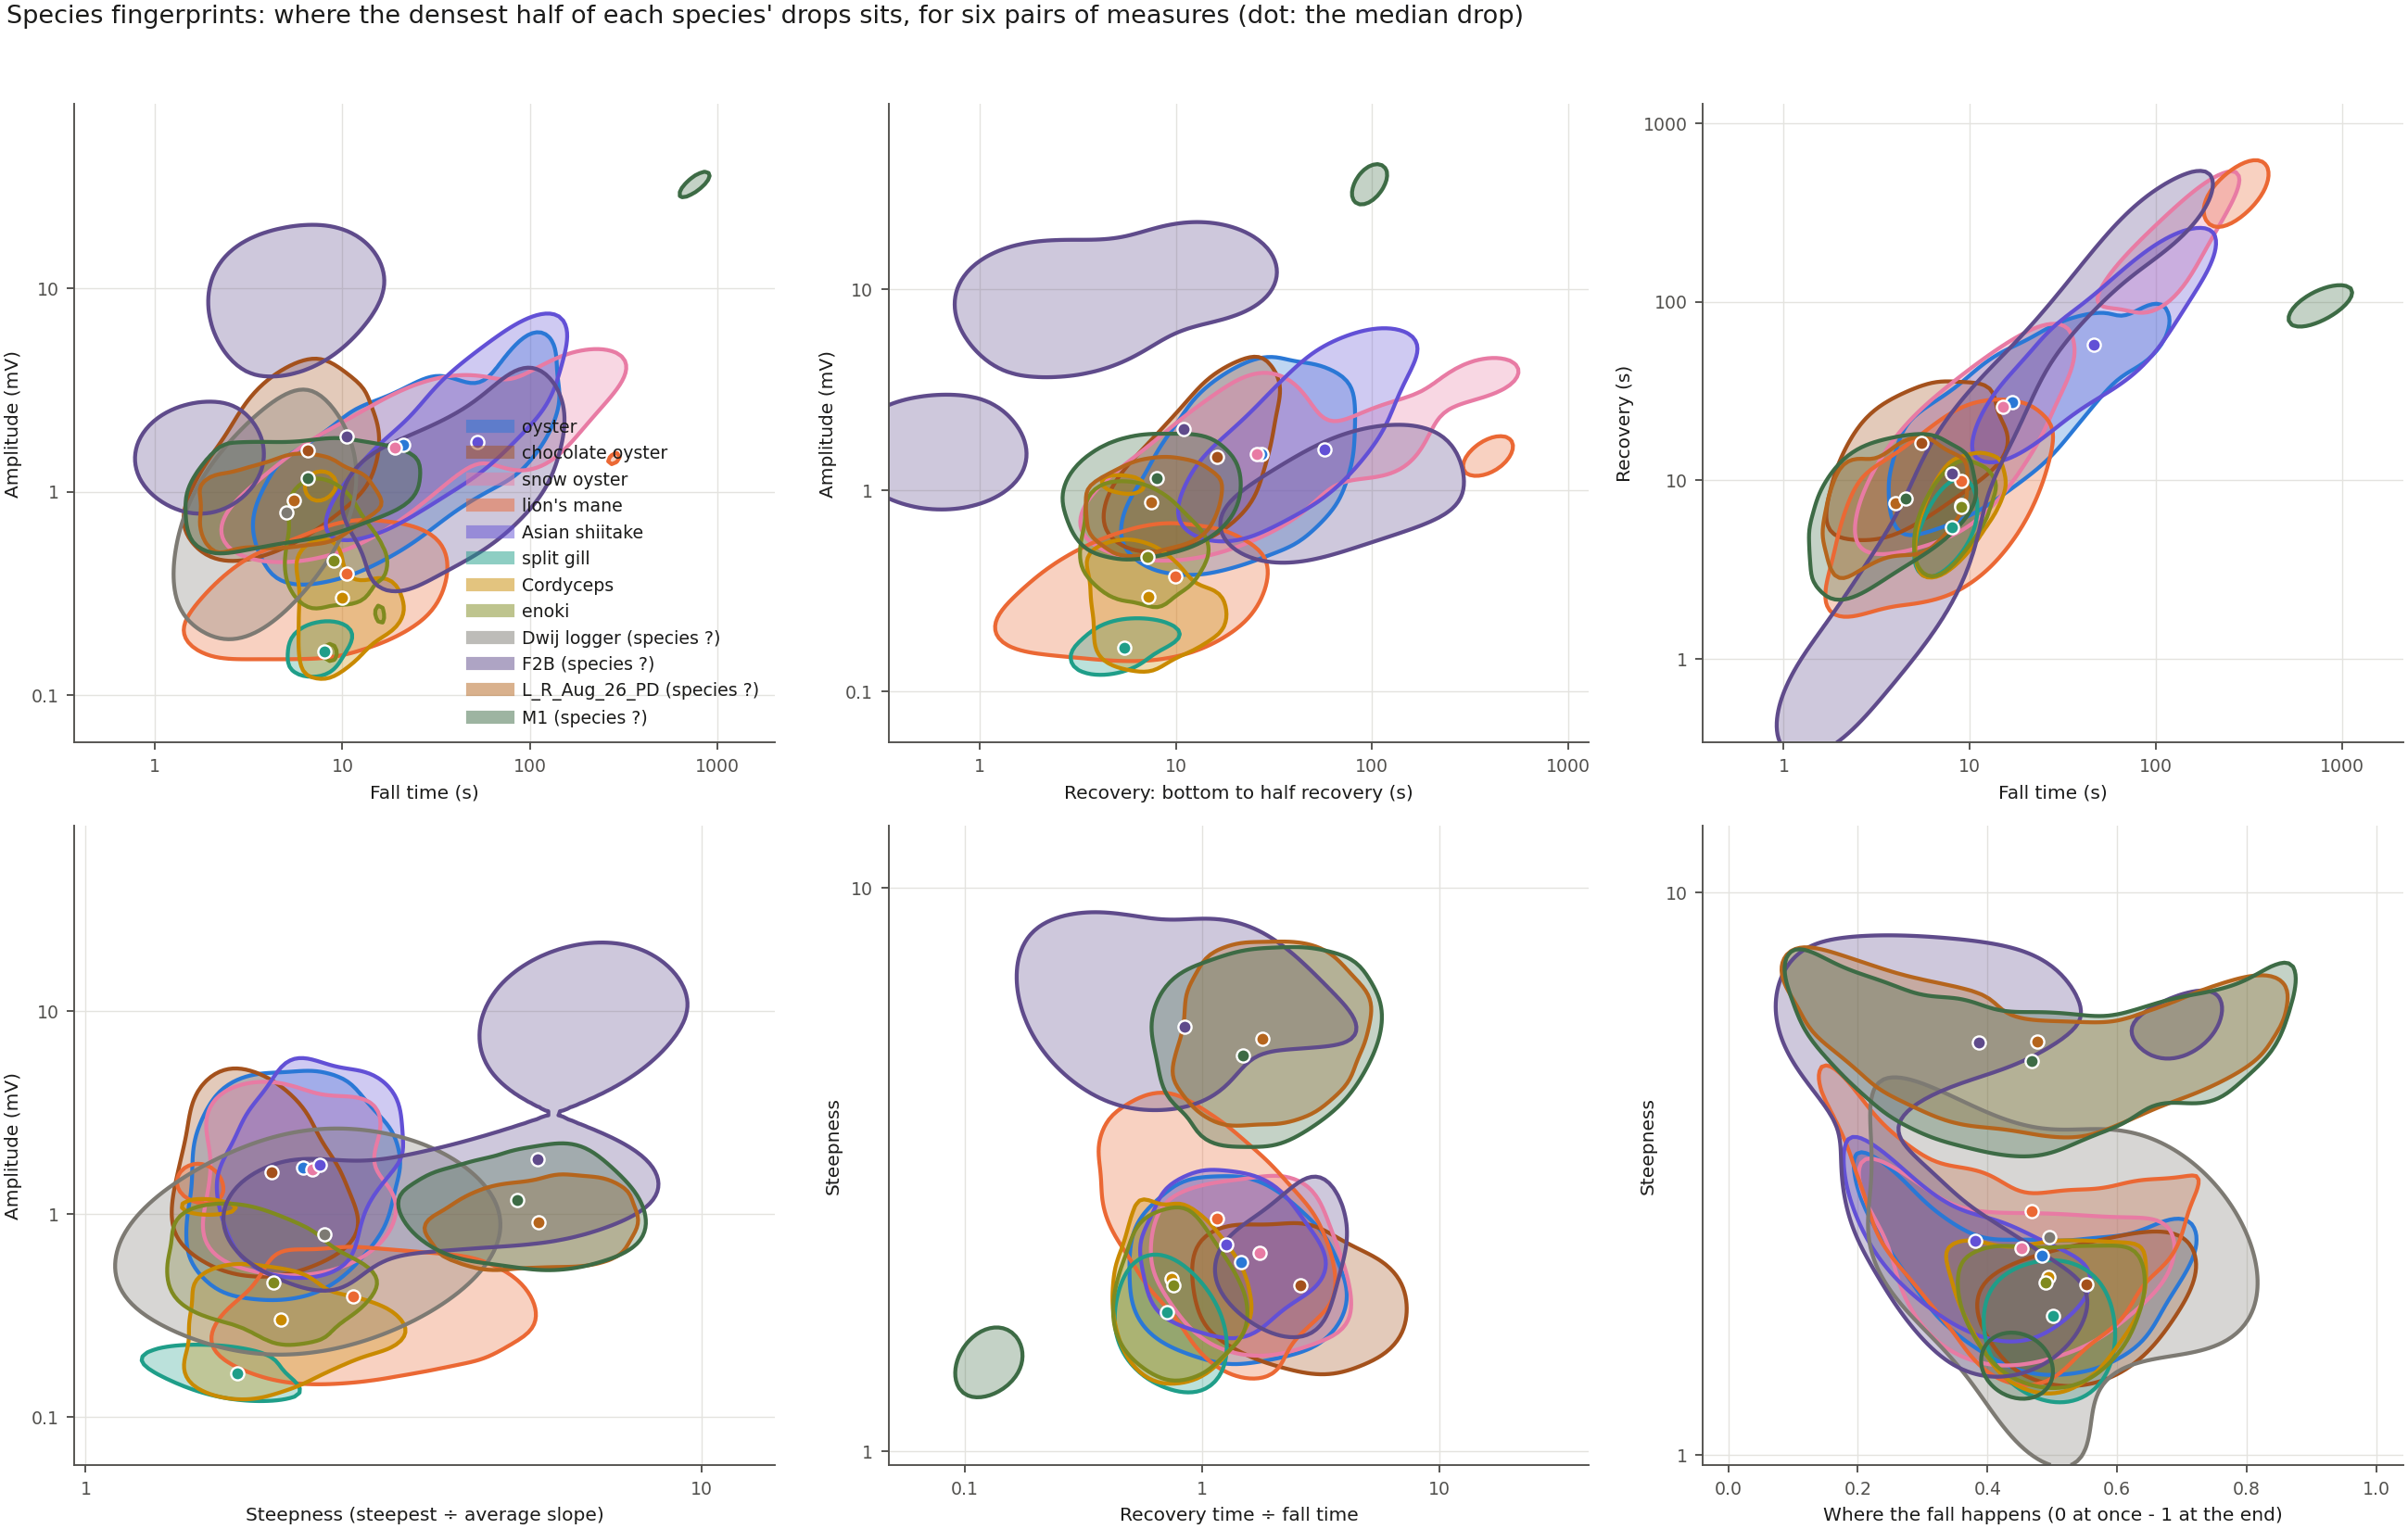 Species fingerprints: where the densest half of each species' drops sits, for six pairs of measures (dot: the median drop)
Amplitude (mV)
10
1
0.1
1
10
100
1000
Fall time (s)
oyster
chocolate oyster
snow oyster
lion's mane
Asian shiitake
split gill
Cordyceps
enoki
Dwij logger (species ?)
F2B (species ?)
L_R_Aug_26_PD (species ?)
M1 (species ?)
Amplitude (mV)
10
1
0.1
1
10
100
1000
Recovery: bottom to half recovery (s)
Recovery (s)
1000
100
10
1
1
10
100
1000
Fall time (s)
Amplitude (mV)
10
1
0.1
1
10
Steepness (steepest ÷ average slope)
Steepness
10
1
0.1
1
10
Recovery time ÷ fall time
Steepness
10
1
0.0
0.2
0.4
0.6
0.8
1.0
Where the fall happens (0 at once - 1 at the end)